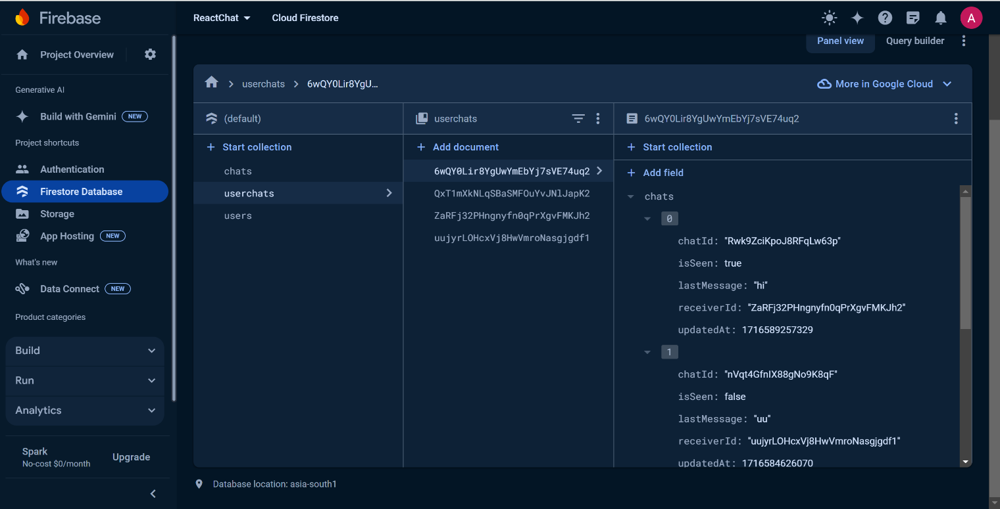 Firebase
ReactChat
Cloud Firestore
A
Project Overview
Generative AI
Build with Gemini NEW
Project shortcuts
Authentication
Firestore Database
Storage
App Hosting NEW
What's new
Data Connect NEW
Product categories
Build
Run
Analytics
Spark
No-cost $0/month
Upgrade
Panel view
Query builder
userchats
6wQY0Lir8YgU...
More in Google Cloud
(default)
Start collection
chats
userchats
users
userchats
Add document
6wQY0Lir8YgUwYmEbYj7sVE74uq2
QxT1mXkNLqSBaSMFOuYvJNlJapK2
ZaRFj32PHngnyfn0qPrXgvFMKJh2
uujyrLOHcxVj8HwVmroNasgjgdf1
6wQY0Lir8YgUwYmEbYj7sVE74uq2
Start collection
Add field
chats
0
chatId: "Rwk9ZciKpoJ8RFqLw63p"
isSeen: true
lastMessage: "hi"
receiverId: "ZaRFj32PHngnyfn0qPrXgvFMKJh2"
updatedAt: 1716589257329
1
chatId: "nVqt4GfnIX88gNo9K8qF"
isSeen: false
lastMessage: "uu"
receiverId: "uujyrLOHcxVj8HwVmroNasgjgdf1"
updatedAt: 1716584626070
Database location: asia-south1